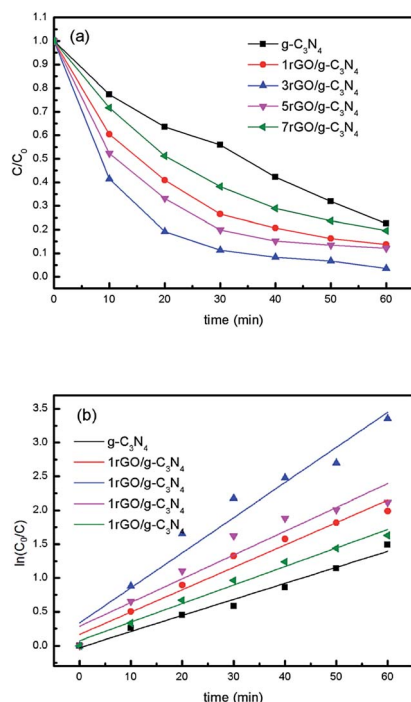 (a)
g-C₃N₄
1rGO/g-C₃N₄
3rGO/g-C₃N₄
5rGO/g-C₃N₄
7rGO/g-C₃N₄
C/C₀
1.1
1.0
0.9
0.8
0.7
0.6
0.5
0.4
0.3
0.2
0.1
0.0
0 10 20 30 40 50 60
time (min)
(b)
g-C₃N₄
1rGO/g-C₃N₄
1rGO/g-C₃N₄
1rGO/g-C₃N₄
1rGO/g-C₃N₄
ln(C₀/C)
3.5
3.0
2.5
2.0
1.5
1.0
0.5
0.0
0 10 20 30 40 50 60
time (min)